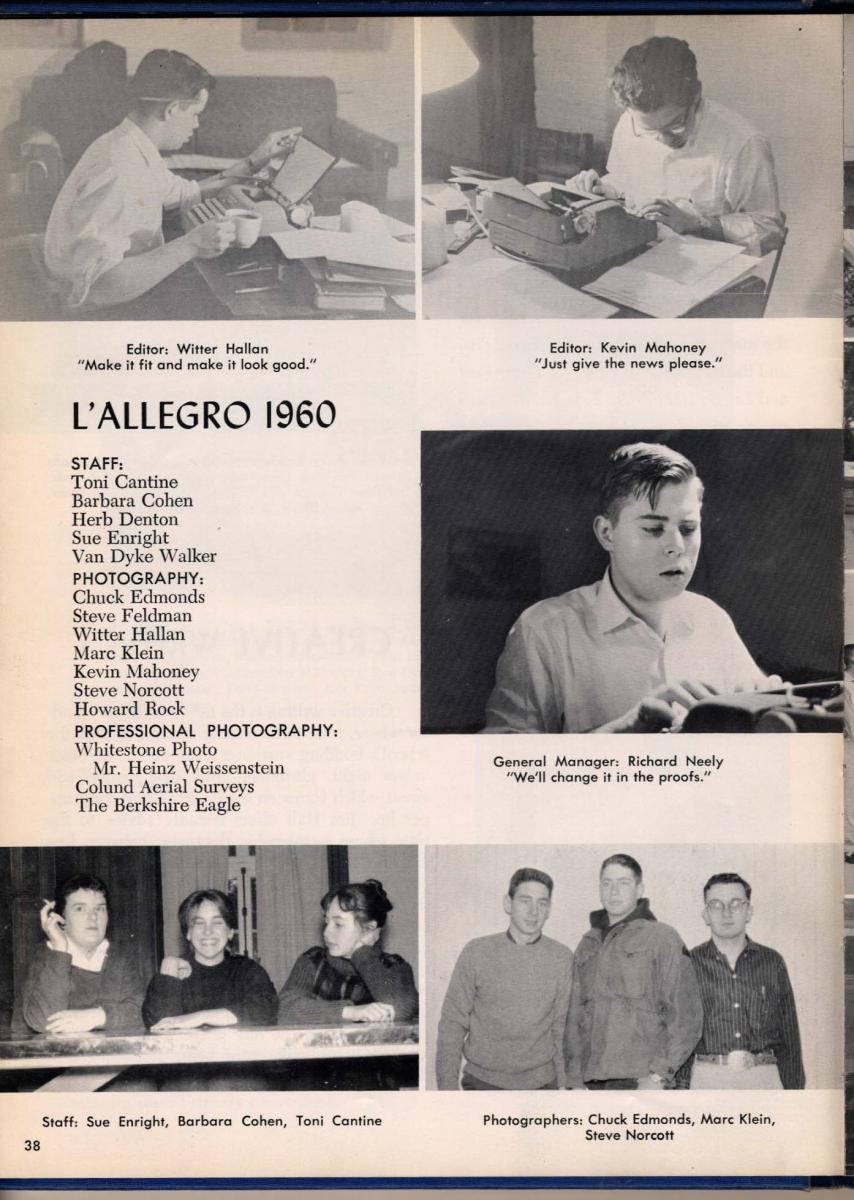 Editor: Witter Hallan
"Make it fit and make it look good."
Editor: Kevin Mahoney
"Just give the news please."
L'ALLEGRO 1960
STAFF:
Toni Cantine
Barbara Cohen
Herb Denton
Sue Enright
Van Dyke Walker
PHOTOGRAPHY:
Chuck Edmonds
Steve Feldman
Witter Hallan
Marc Klein
Kevin Mahoney
Steve Norcott
Howard Rock
PROFESSIONAL PHOTOGRAPHY:
Whitestone Photo
Mr. Heinz Weissenstein
Colund Aerial Surveys
The Berkshire Eagle
General Manager: Richard Neely
"We'll change it in the proofs."
Staff: Sue Enright, Barbara Cohen, Toni Cantine
Photographers: Chuck Edmonds, Marc Klein,
Steve Norcott
38